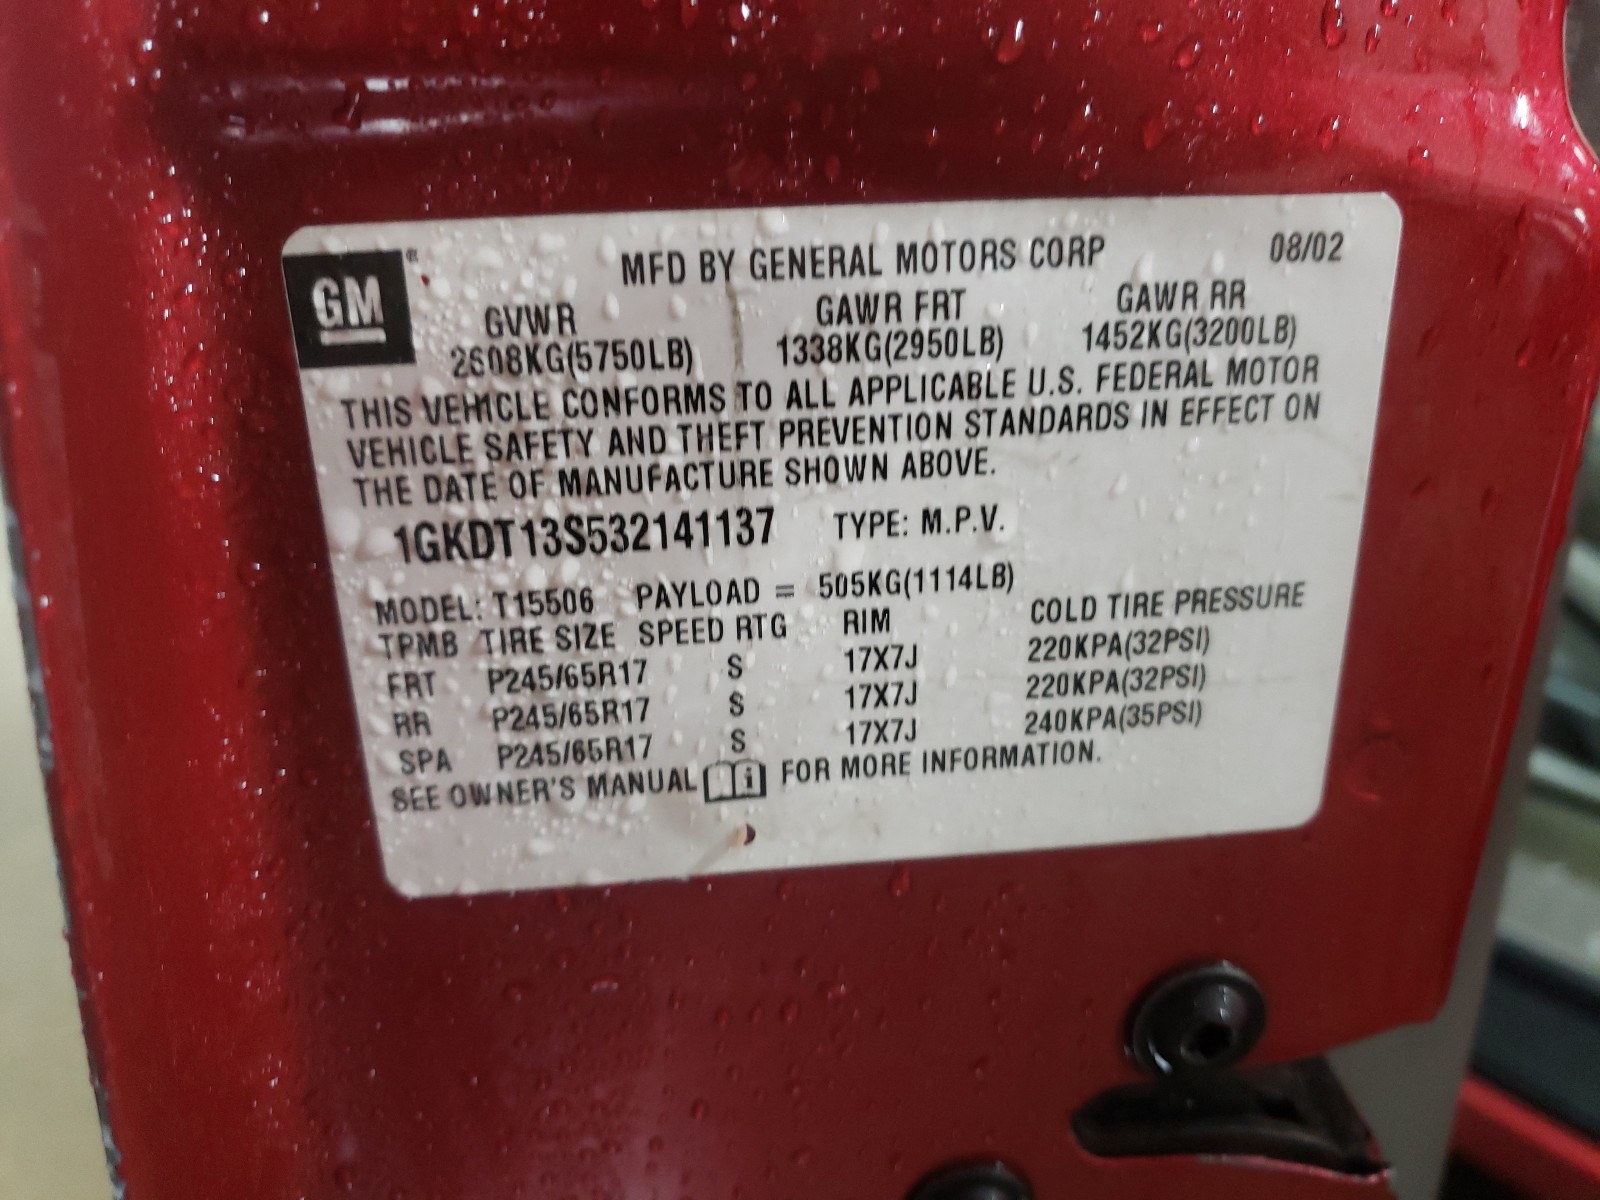 GM ®
MFD BY GENERAL MOTORS CORP 08/02
GVWR GAWR FRT GAWR RR
2608KG(5750LB) 1338KG(2950LB) 1452KG(3200LB)
THIS VEHICLE CONFORMS TO ALL APPLICABLE U.S. FEDERAL MOTOR
VEHICLE SAFETY AND THEFT PREVENTION STANDARDS IN EFFECT ON
THE DATE OF MANUFACTURE SHOWN ABOVE.
1GKDT13S532141137 TYPE: M.P.V.
MODEL: T15506 PAYLOAD = 505KG(1114LB)
TPMB TIRE SIZE SPEED RTG RIM COLD TIRE PRESSURE
FRT P245/65R17 S 17X7J 220KPA(32PSI)
RR P245/65R17 S 17X7J 220KPA(32PSI)
SPA P245/65R17 S 17X7J 240KPA(35PSI)
SEE OWNER'S MANUAL i FOR MORE INFORMATION.